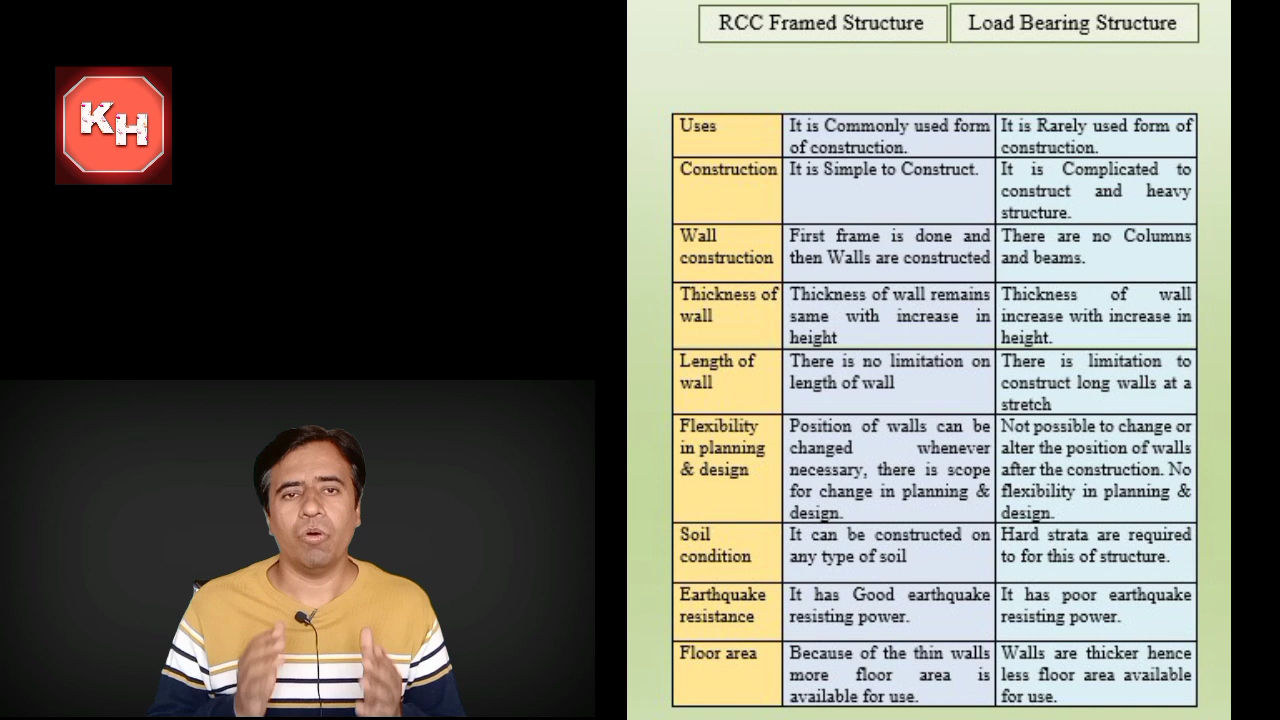 KH
RCC Framed Structure
Load Bearing Structure
Uses
It is Commonly used form
of construction.
It is Rarely used form of
construction.
Construction
It is Simple to Construct.
It is Complicated to
construct and heavy
structure.
Wall
construction
First frame is done and
then Walls are constructed
There are no Columns
and beams.
Thickness of
wall
Thickness of wall remains
same with increase in
height
Thickness of wall
increase with increase in
height.
Length of
wall
There is no limitation on
length of wall
There is limitation to
construct long walls at a
stretch
Flexibility
in planning
& design
Position of walls can be
changed whenever
necessary, there is scope
for change in planning &
design.
Not possible to change or
alter the position of walls
after the construction. No
flexibility in planning &
design.
Soil
condition
It can be constructed on
any type of soil
Hard strata are required
to for this of structure.
Earthquake
resistance
It has Good earthquake
resisting power.
It has poor earthquake
resisting power.
Floor area
Because of the thin walls
more floor area is
available for use.
Walls are thicker hence
less floor area available
for use.